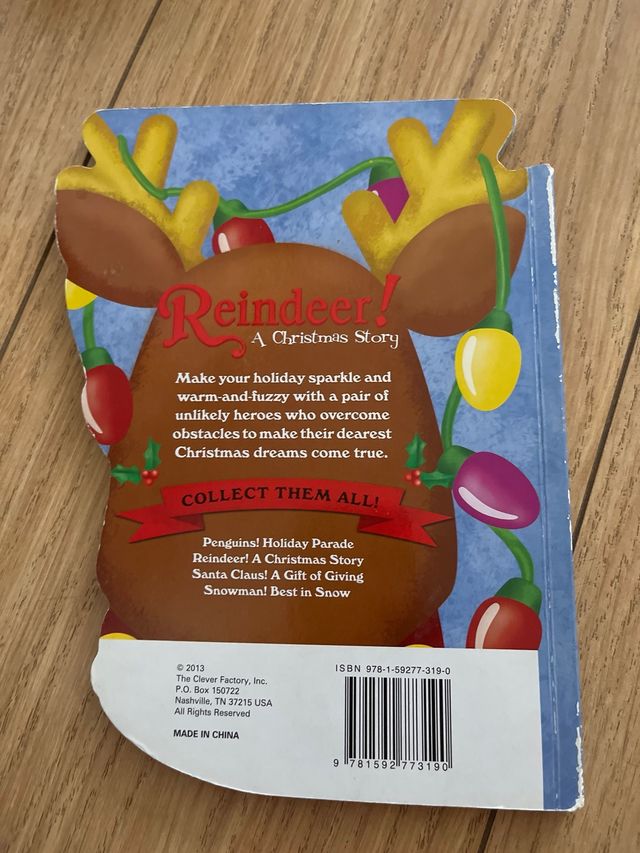 Reindeer!
A Christmas Story
Make your holiday sparkle and
warm-and-fuzzy with a pair of
unlikely heroes who overcome
obstacles to make their dearest
Christmas dreams come true.
COLLECT THEM ALL!
Penguins! Holiday Parade
Reindeer! A Christmas Story
Santa Claus! A Gift of Giving
Snowman! Best in Snow
© 2013
The Clever Factory, Inc.
P.O. Box 150722
Nashville, TN 37215 USA
All Rights Reserved
MADE IN CHINA
ISBN 978-1-59277-319-0
9 781592 773190